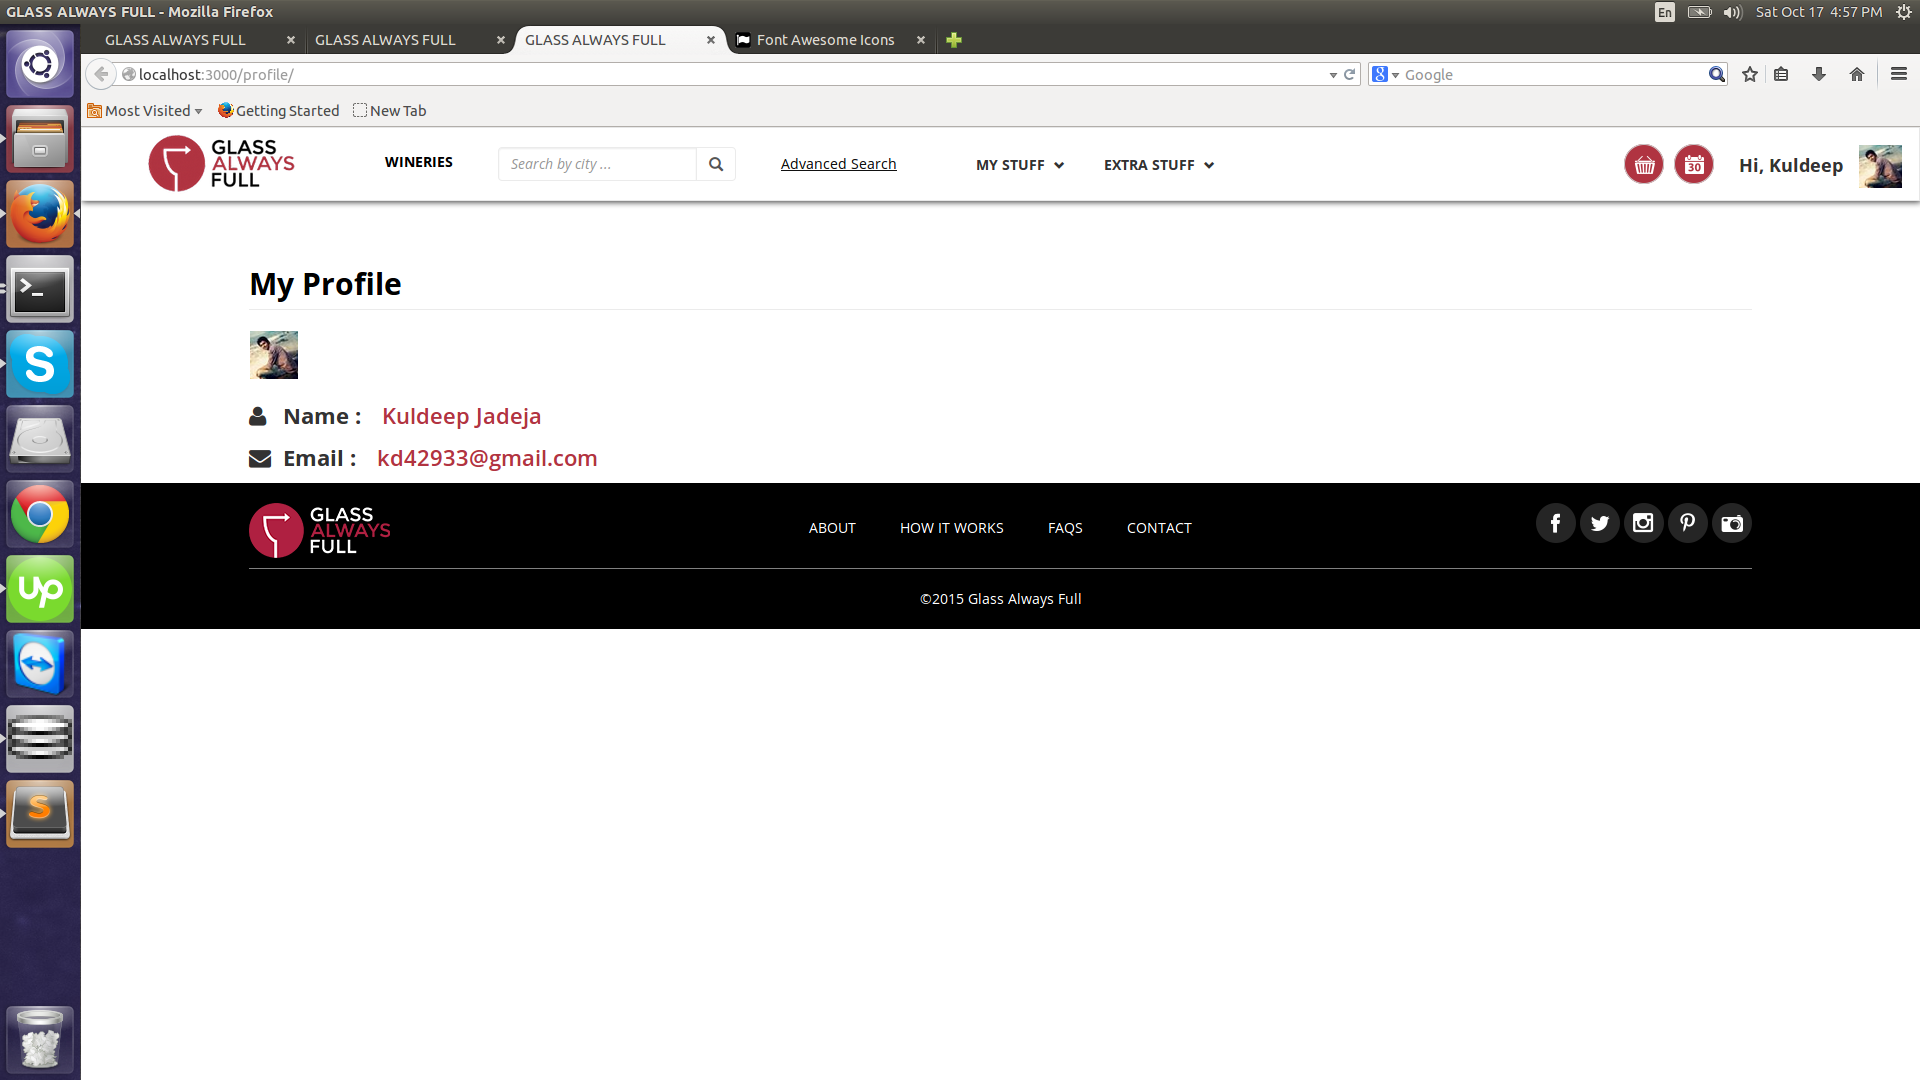 GLASS ALWAYS FULL - Mozilla Firefox
En
Sat Oct 17 4:57 PM
GLASS ALWAYS FULL
GLASS ALWAYS FULL
GLASS ALWAYS FULL
Font Awesome Icons
localhost:3000/profile/
Google
Most Visited
Getting Started
New Tab
GLASS
ALWAYS
FULL
WINERIES
Search by city ...
Advanced Search
MY STUFF
EXTRA STUFF
30
Hi, Kuldeep
My Profile
Name : Kuldeep Jadeja
Email : kd42933@gmail.com
GLASS
ALWAYS
FULL
ABOUT
HOW IT WORKS
FAQS
CONTACT
©2015 Glass Always Full